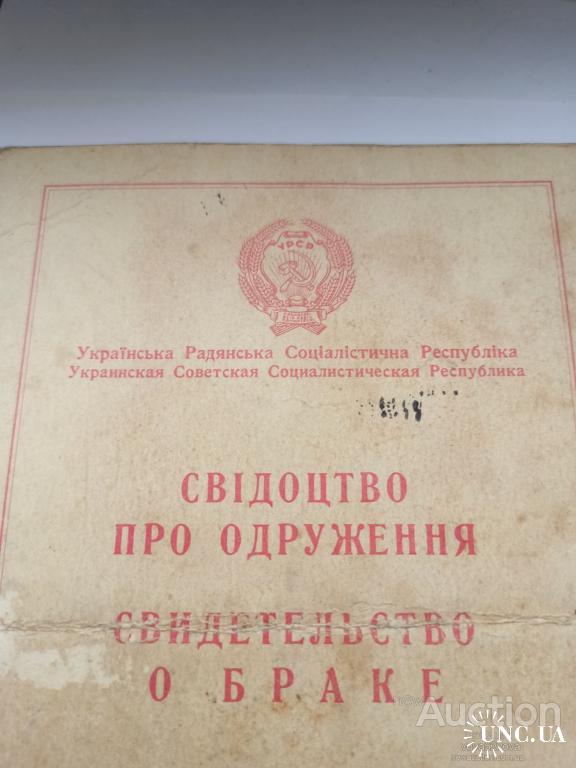 УРСР
Українська Радянська Соціалістична Республіка
Украинская Советская Социалистическая Республика
СВІДОЦТВО
ПРО ОДРУЖЕННЯ
СВИДЕТЕЛЬСТВО
О БРАКЕ
Auction
UNC.UA